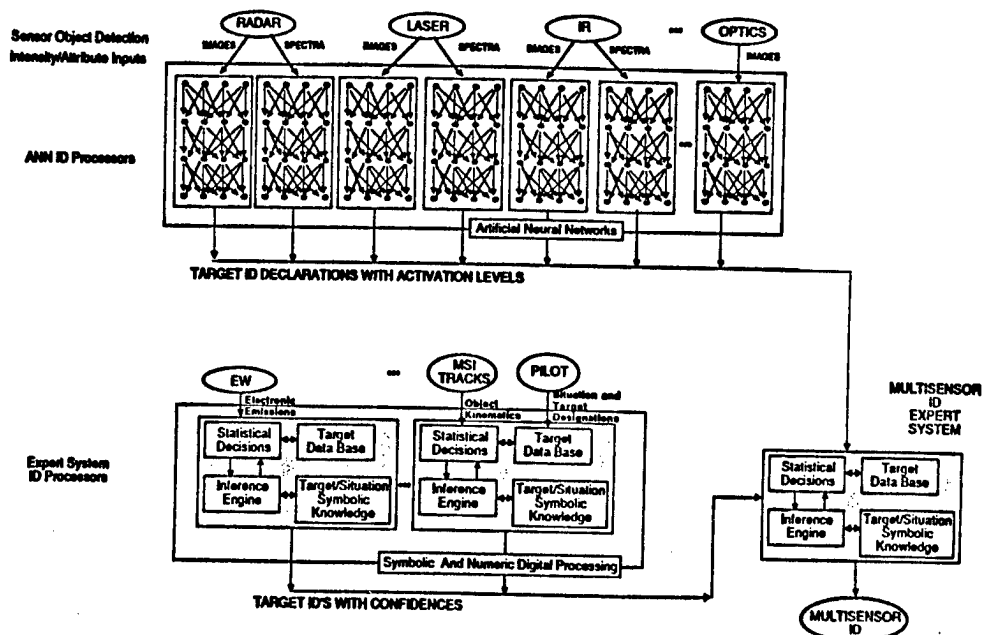 RADAR
LASER
IR
OPTICS
Sensor Object Detection
Intensity/Attribute Inputs
IMAGES SPECTRA
IMAGES SPECTRA
IMAGES SPECTRA
IMAGES
ANN ID Processors
Artificial Neural Networks
TARGET ID DECLARATIONS WITH ACTIVATION LEVELS
EW
MSI
TRACKS
PILOT
Electronic
Emissions
Object
Kinematics
Situation and
Target
Designations
MULTISENSOR
ID
EXPERT
SYSTEM
Expert System
ID Processors
Statistical
Decisions
Target
Data Base
Inference
Engine
Target/Situation
Symbolic
Knowledge
Statistical
Decisions
Target
Data Base
Inference
Engine
Target/Situation
Symbolic
Knowledge
Statistical
Decisions
Target
Data Base
Inference
Engine
Target/Situation
Symbolic
Knowledge
Symbolic And Numeric Digital Processing
TARGET ID'S WITH CONFIDENCES
MULTISENSOR
ID